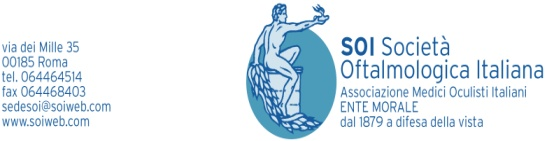 via dei Mille 35
00185 Roma
tel. 064464514
fax 064468403
sedesoi@soiweb.com
www.soiweb.com
SOI Società
Oftalmologica Italiana
Associazione Medici Oculisti Italiani
ENTE MORALE
dal 1879 a difesa della vista